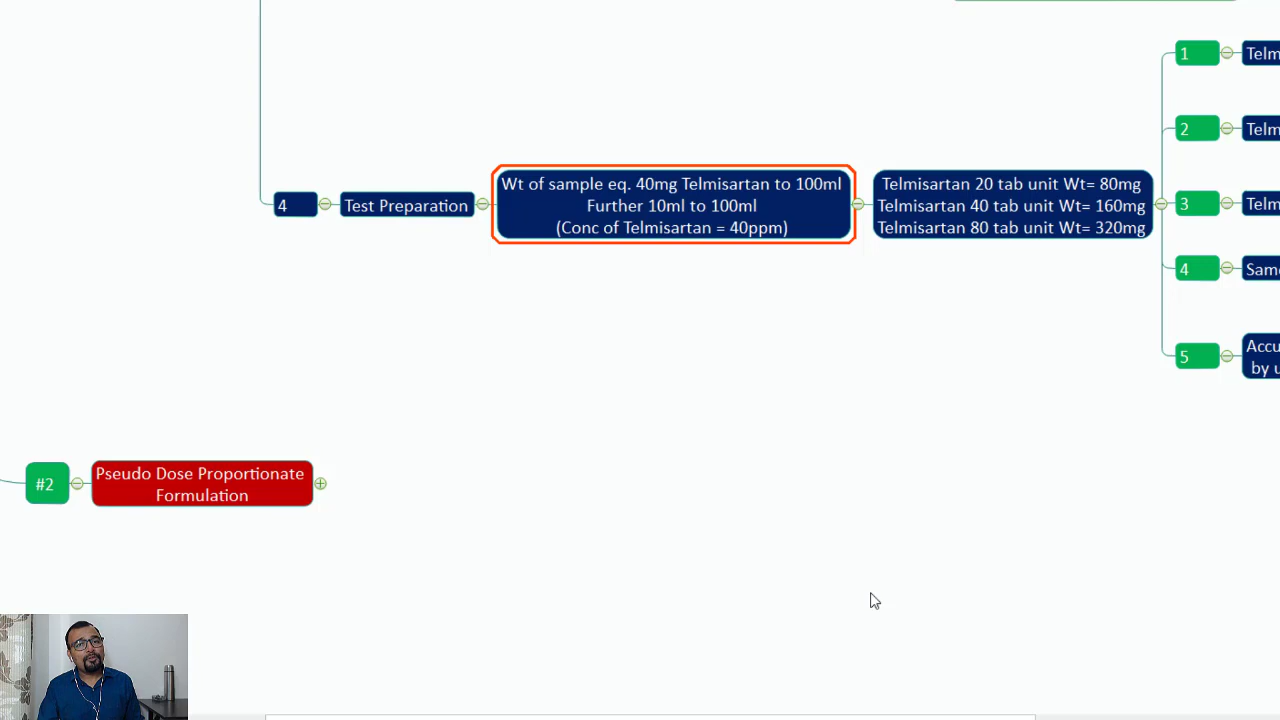 1
Telm
2
Telm
4
Test Preparation
Wt of sample eq. 40mg Telmisartan to 100ml
Further 10ml to 100ml
(Conc of Telmisartan = 40ppm)
Telmisartan 20 tab unit Wt= 80mg
Telmisartan 40 tab unit Wt= 160mg
Telmisartan 80 tab unit Wt= 320mg
3
Telm
4
Sam
5
Accu
by u
#2
Pseudo Dose Proportionate
Formulation